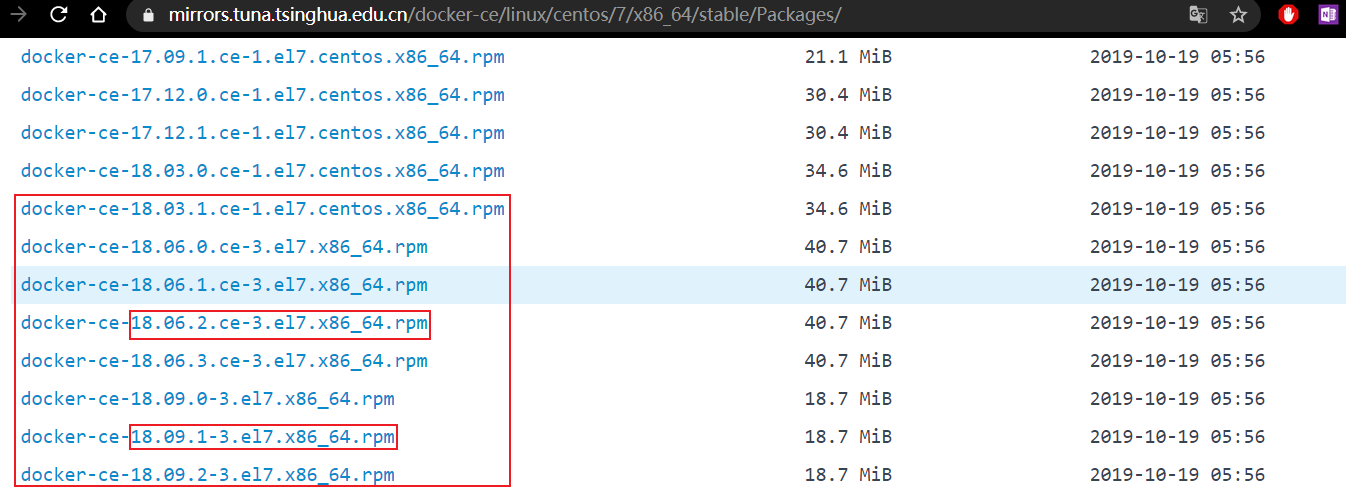 mirrors.tuna.tsinghua.edu.cn/docker-ce/linux/centos/7/x86_64/stable/Packages/
docker-ce-17.09.1.ce-1.el7.centos.x86_64.rpm 21.1 MiB 2019-10-19 05:56
docker-ce-17.12.0.ce-1.el7.centos.x86_64.rpm 30.4 MiB 2019-10-19 05:56
docker-ce-17.12.1.ce-1.el7.centos.x86_64.rpm 30.4 MiB 2019-10-19 05:56
docker-ce-18.03.0.ce-1.el7.centos.x86_64.rpm 34.6 MiB 2019-10-19 05:56
docker-ce-18.03.1.ce-1.el7.centos.x86_64.rpm 34.6 MiB 2019-10-19 05:56
docker-ce-18.06.0.ce-3.el7.x86_64.rpm 40.7 MiB 2019-10-19 05:56
docker-ce-18.06.1.ce-3.el7.x86_64.rpm 40.7 MiB 2019-10-19 05:56
docker-ce-18.06.2.ce-3.el7.x86_64.rpm 40.7 MiB 2019-10-19 05:56
docker-ce-18.06.3.ce-3.el7.x86_64.rpm 40.7 MiB 2019-10-19 05:56
docker-ce-18.09.0-3.el7.x86_64.rpm 18.7 MiB 2019-10-19 05:56
docker-ce-18.09.1-3.el7.x86_64.rpm 18.7 MiB 2019-10-19 05:56
docker-ce-18.09.2-3.el7.x86_64.rpm 18.7 MiB 2019-10-19 05:56